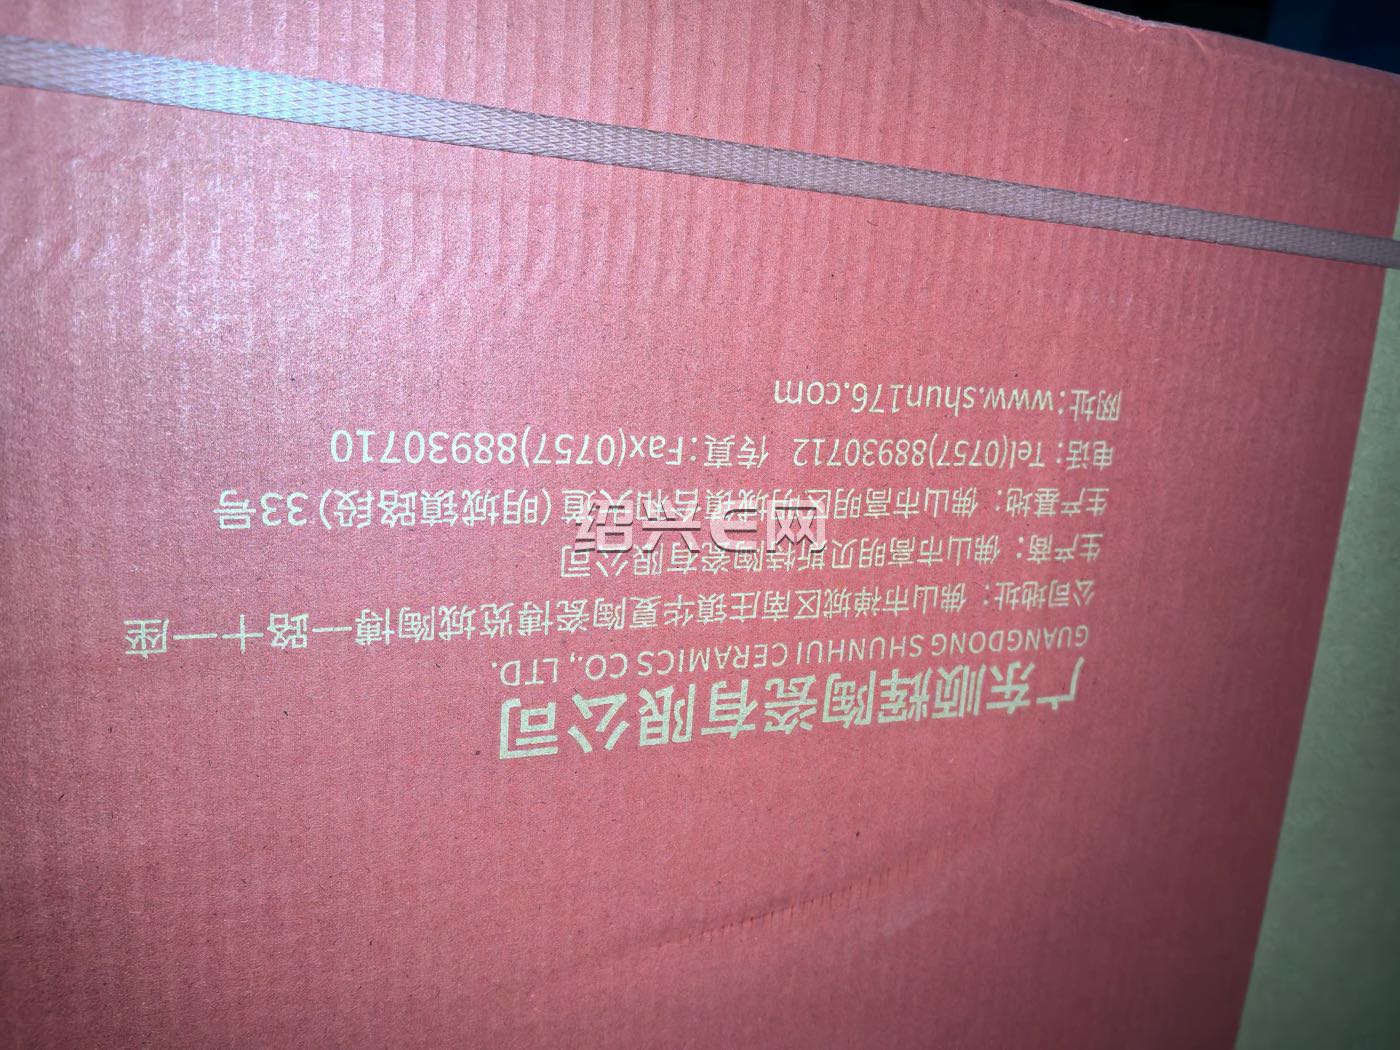 广东顺辉陶瓷有限公司
GUANGDONG SHUNHUI CERAMICS CO., LTD.
公司地址：佛山市禅城区南庄镇华夏陶瓷博览城陶博一路十一座
生产商：佛山市高明贝斯特陶瓷有限公司
生产基地：佛山市高明区明城镇合和大道(明城镇路段)33号
电话：Tel(0757)88930712 传真：Fax(0757)88930710
网址：www.shun176.com
绍兴E网